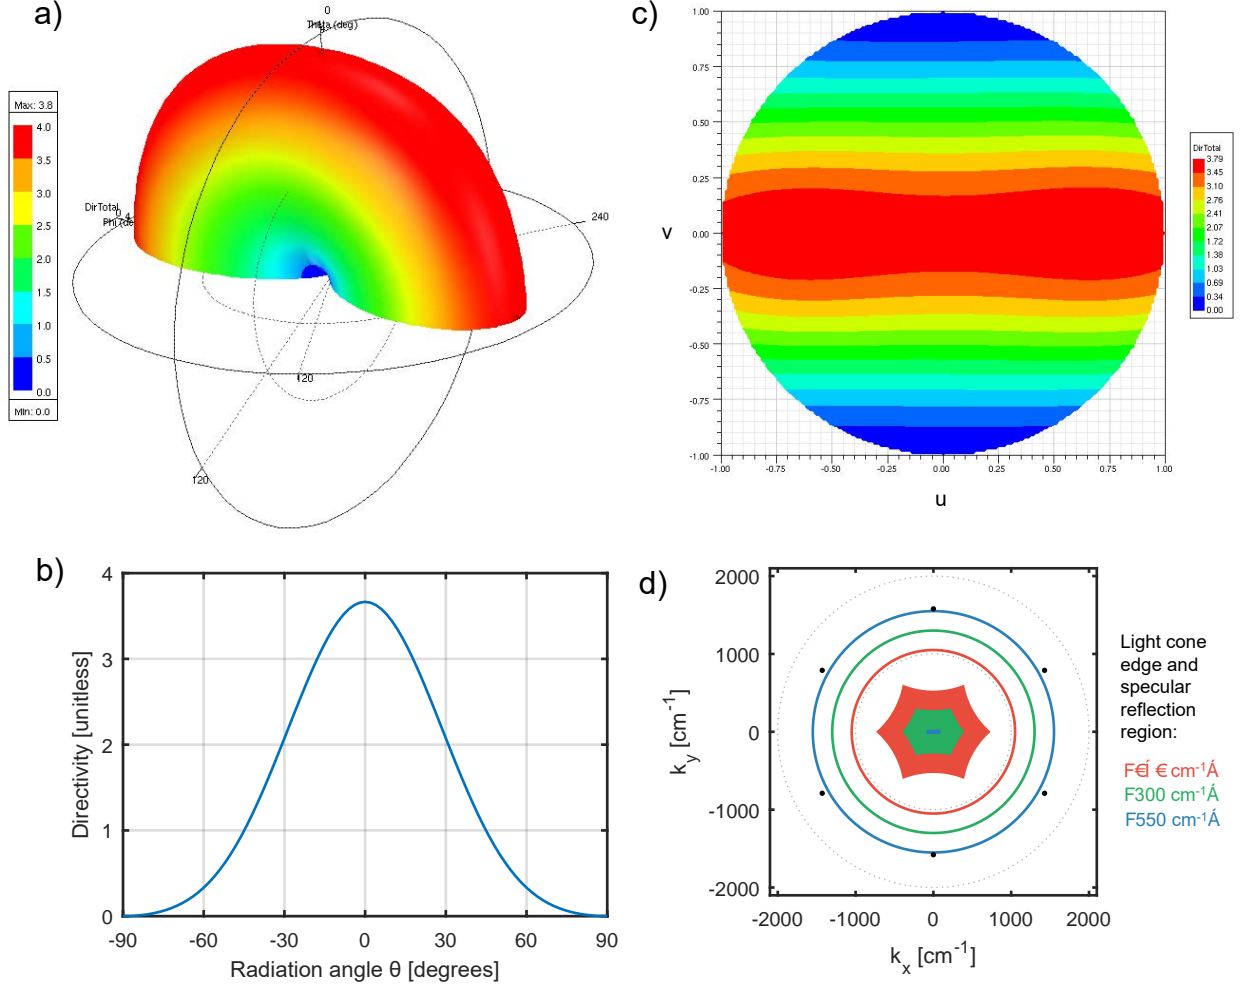 a)
0
Theta (deg)
Max: 3.8
4.0
3.5
3.0
2.5
2.0
1.5
1.0
0.5
0.0
Min: 0.0
DirTotal
240
120
120
c)
1.00
0.75
0.50
0.25
0.00
-0.25
-0.50
-0.75
-1.00
v
-1.00 -0.75 -0.50 -0.25 0.00 0.25 0.50 0.75 1.00
u
DirTotal
3.79
3.45
3.10
2.76
2.41
2.07
1.72
1.38
1.03
0.69
0.34
0.00
b)
Directivity [unitless]
4
3
2
1
0
-90 -60 -30 0 30 60 90
Radiation angle θ [degrees]
d)
k_y [cm⁻¹]
2000
1000
0
-1000
-2000
-2000 -1000 0 1000 2000
k_x [cm⁻¹]
Light cone
edge and
specular
reflection
region:
cm⁻¹Á
F300 cm⁻¹Á
F550 cm⁻¹Á